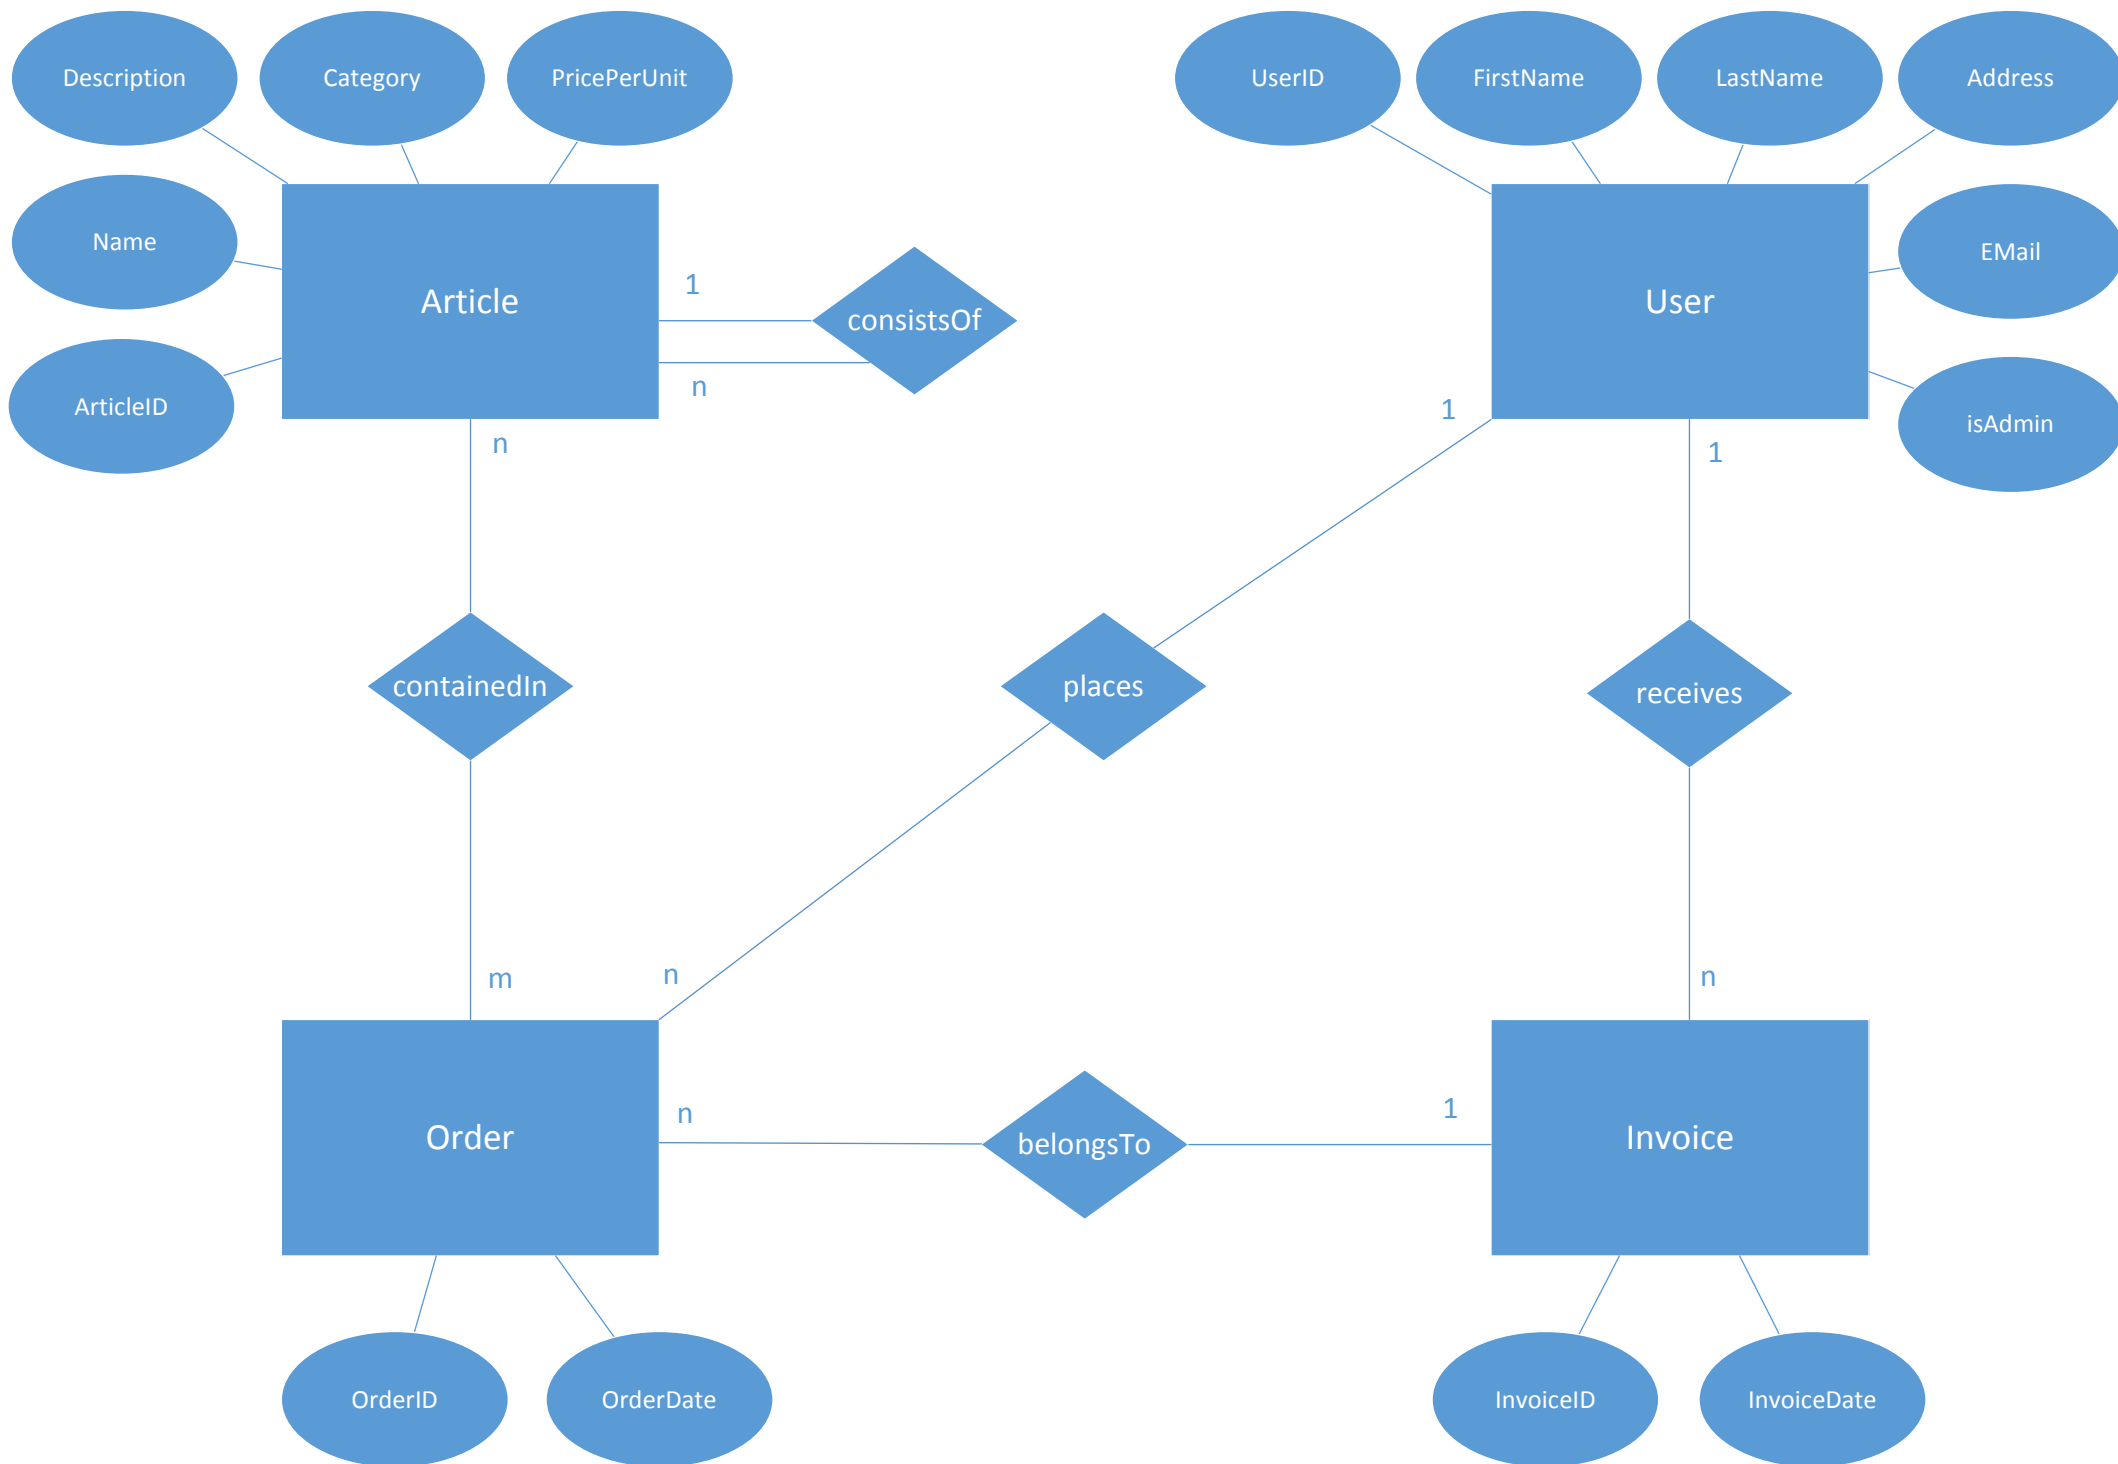 Description
Category
PricePerUnit
UserID
FirstName
LastName
Address
Name
Article
1
consistsOf
n
User
EMail
ArticleID
isAdmin
n
1
1
containedIn
places
receives
m
n
n
Order
n
belongsTo
1
Invoice
OrderID
OrderDate
InvoiceID
InvoiceDate